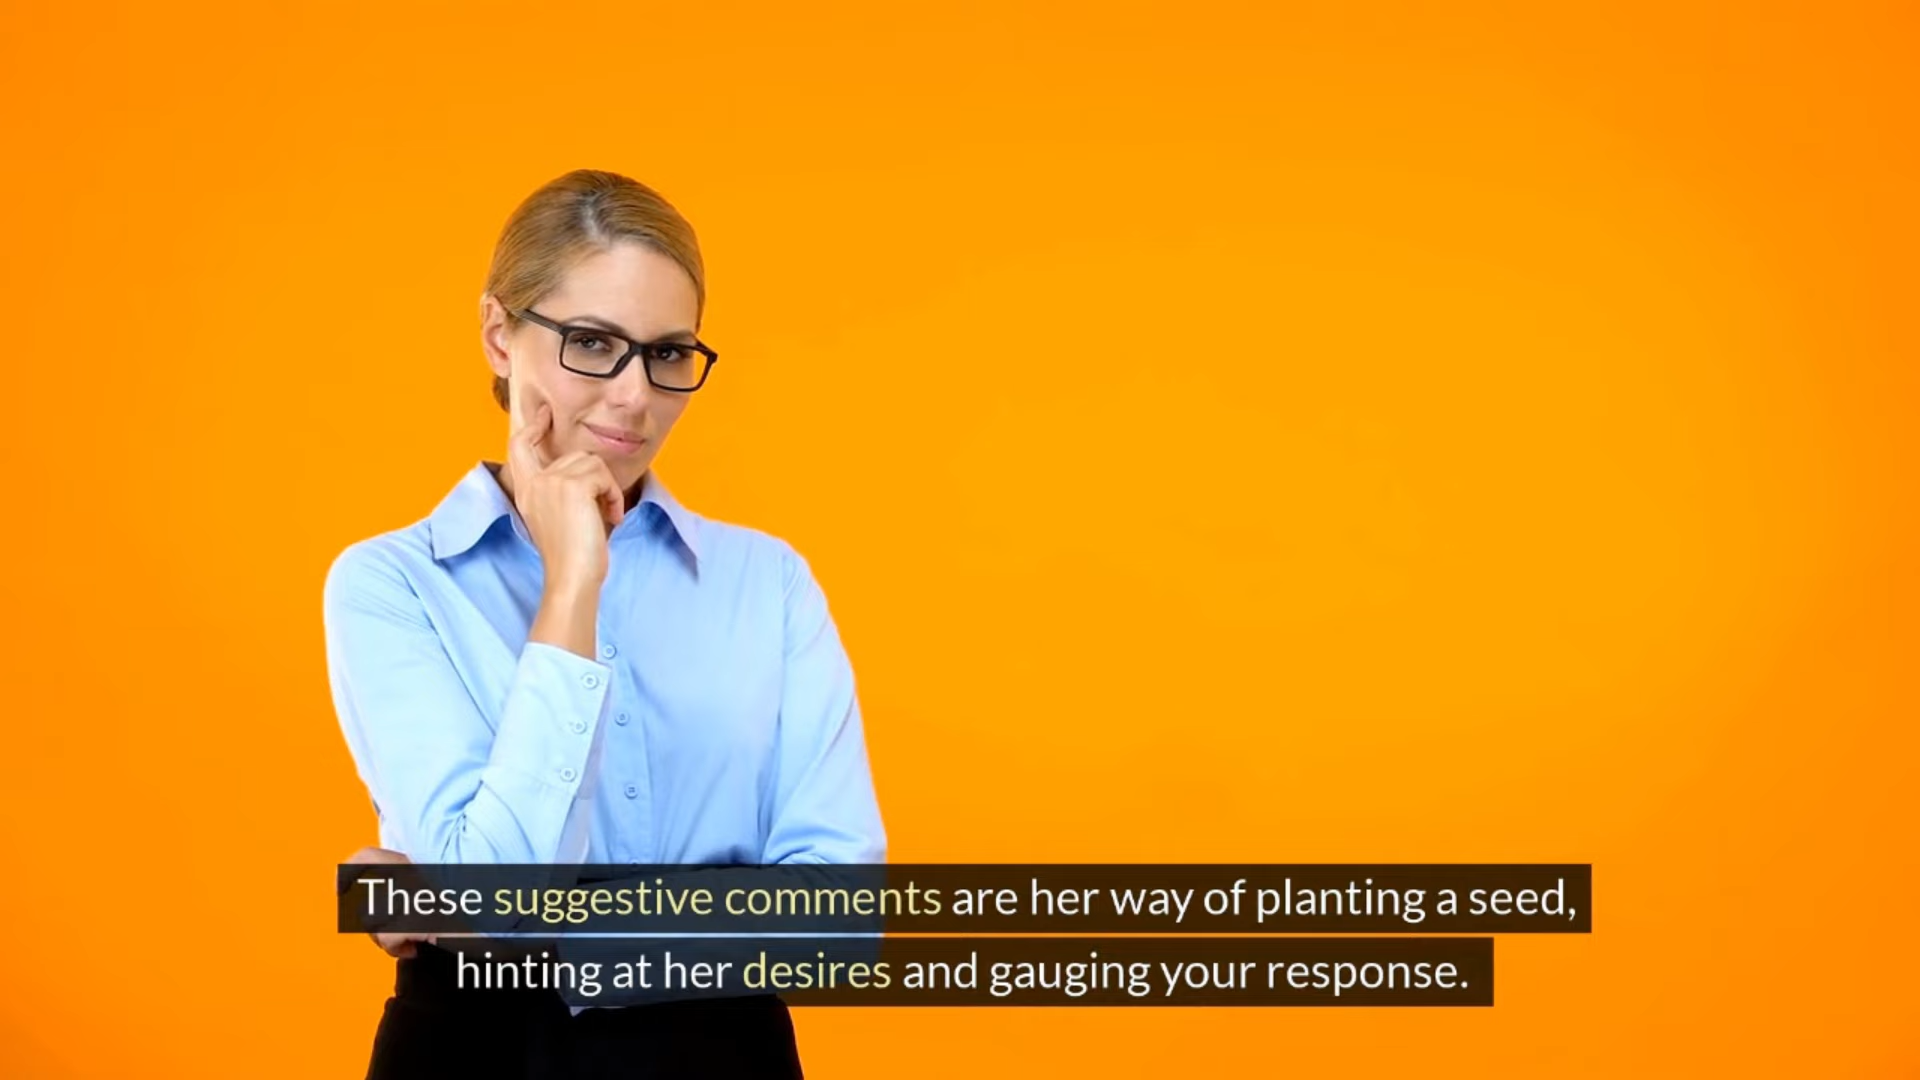 These suggestive comments are her way of planting a seed,
hinting at her desires and gauging your response.